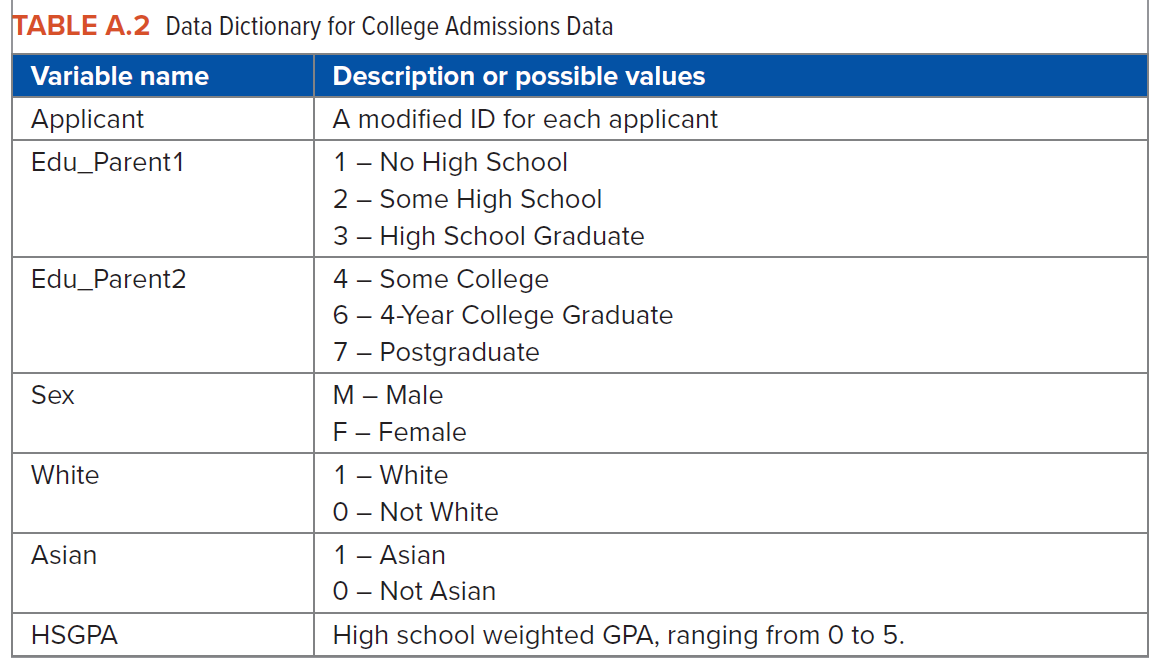 TABLE A.2 Data Dictionary for College Admissions Data
Variable name Description or possible values
Applicant A modified ID for each applicant
Edu_Parent1 1 – No High School
2 – Some High School
3 – High School Graduate
Edu_Parent2 4 – Some College
6 – 4-Year College Graduate
7 – Postgraduate
Sex M – Male
F – Female
White 1 – White
0 – Not White
Asian 1 – Asian
0 – Not Asian
HSGPA High school weighted GPA, ranging from 0 to 5.